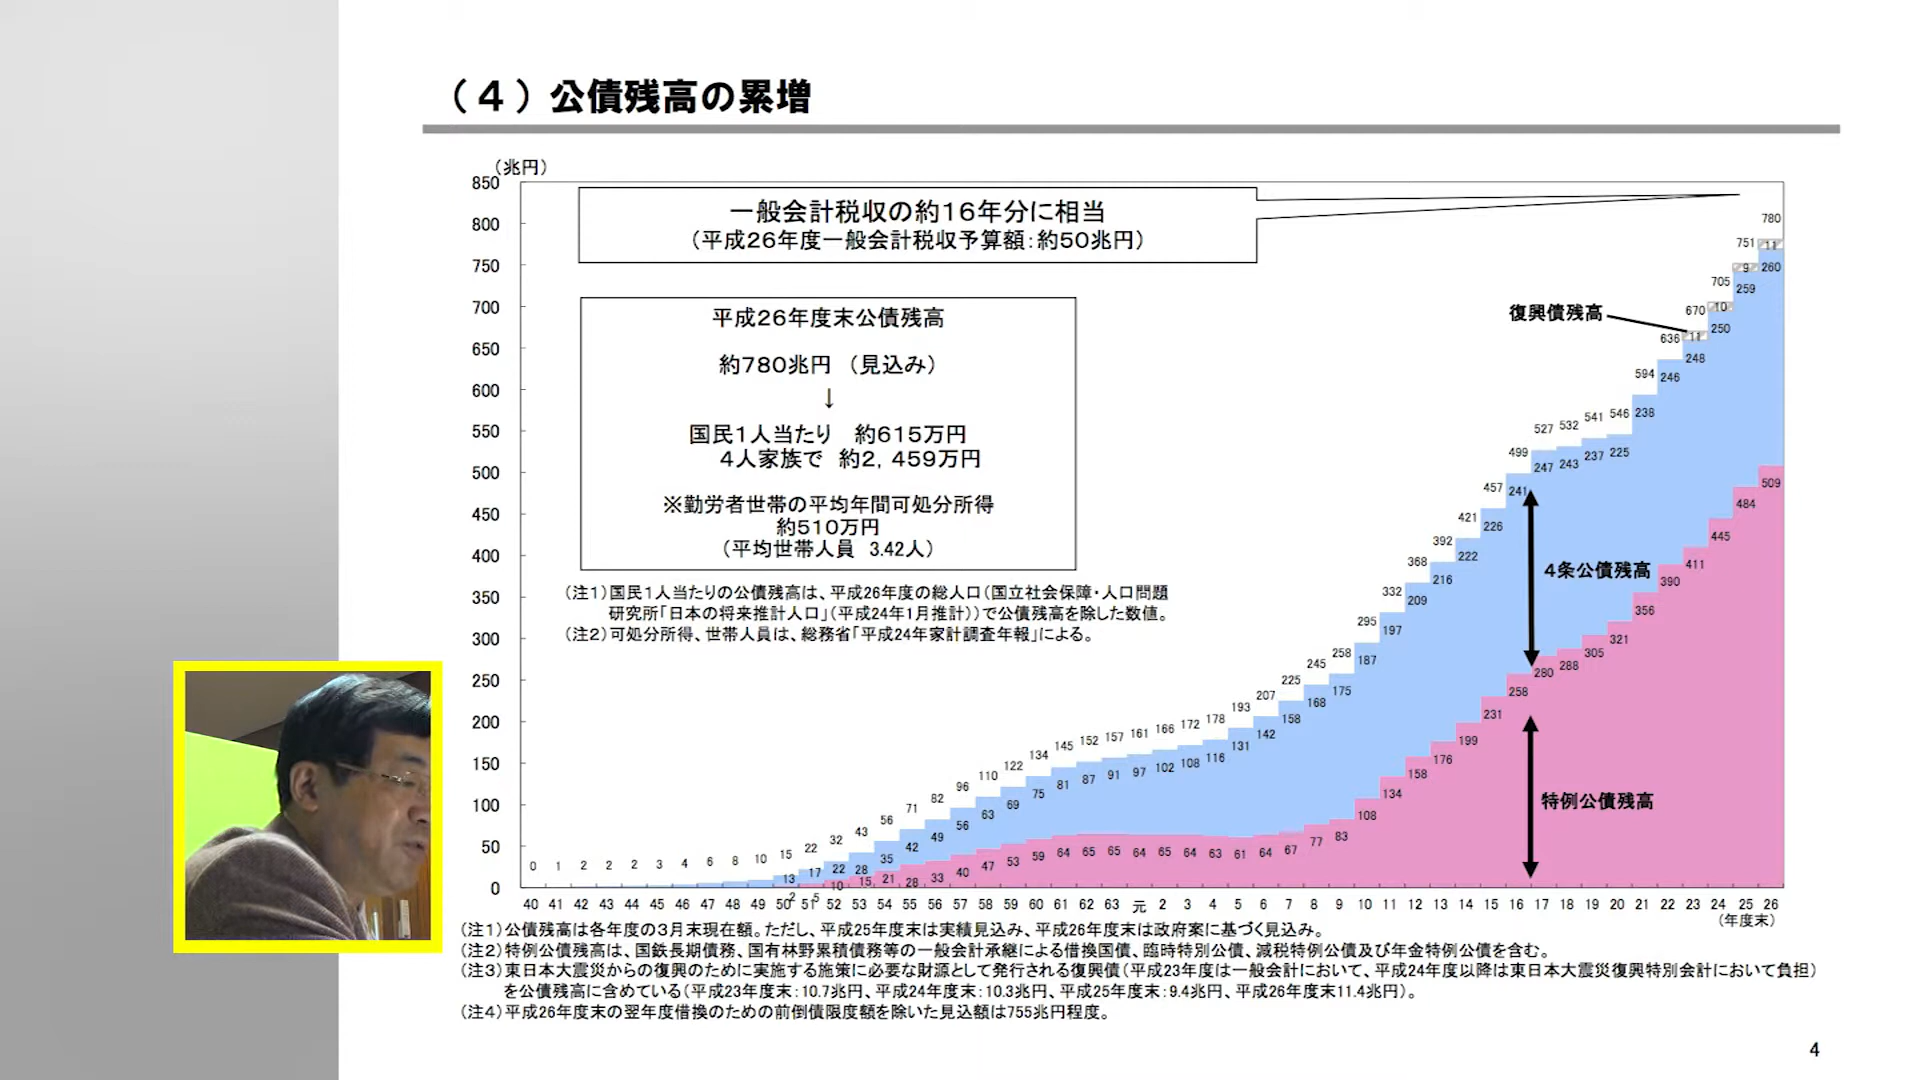 （４）公債残高の累増
（兆円）
850
800
750
700
650
600
550
500
450
400
350
300
250
200
150
100
50
0
一般会計税収の約１６年分に相当
（平成２６年度一般会計税収予算額：約５０兆円）
平成２６年度末公債残高
約７８０兆円　（見込み）
↓
国民１人当たり　約６１５万円
４人家族で　約２，４５９万円
※勤労者世帯の平均年間可処分所得
約５１０万円
（平均世帯人員　3.42人）
（注１）国民１人当たりの公債残高は、平成26年度の総人口（国立社会保障・人口問題
研究所「日本の将来推計人口」（平成24年1月推計））で公債残高を除した数値。
（注２）可処分所得、世帯人員は、総務省「平成24年家計調査年報」による。
復興債残高
４条公債残高
特例公債残高
0 1 2 2 2 3 4 6 8 10 15 22 32 43 56 71 82 96 110 122 134 145 152 157 161 166 172 178 193 207 225 245 258 295 332 368 392 421 457 499 527 532 541 546 594 636 670 705 751 780
11 10 9 11
13 17 22 28 35 42 49 56 63 69 75 81 87 91 97 102 108 116 131 142 158 168 175 187 197 209 216 222 226 241 247 243 237 225 238 246 248 250 259 260
2 5 10 15 21 28 33 40 47 53 59 64 65 65 64 65 64 63 61 64 67 77 83 108 134 158 176 199 231 258 280 288 305 321 356 390 411 445 484 509
40 41 42 43 44 45 46 47 48 49 50 51 52 53 54 55 56 57 58 59 60 61 62 63 元 2 3 4 5 6 7 8 9 10 11 12 13 14 15 16 17 18 19 20 21 22 23 24 25 26
（年度末）
（注１）公債残高は各年度の３月末現在額。ただし、平成25年度末は実績見込み、平成26年度末は政府案に基づく見込み。
（注２）特例公債残高は、国鉄長期債務、国有林野累積債務等の一般会計承継による借換国債、臨時特別公債、減税特例公債及び年金特例公債を含む。
（注３）東日本大震災からの復興のために実施する施策に必要な財源として発行される復興債（平成23年度は一般会計において、平成24年度以降は東日本大震災復興特別会計において負担）
を公債残高に含めている（平成23年度末：10.7兆円、平成24年度末：10.3兆円、平成25年度末：9.4兆円、平成26年度末11.4兆円）。
（注４）平成26年度末の翌年度借換のための前倒債限度額を除いた見込額は755兆円程度。
4